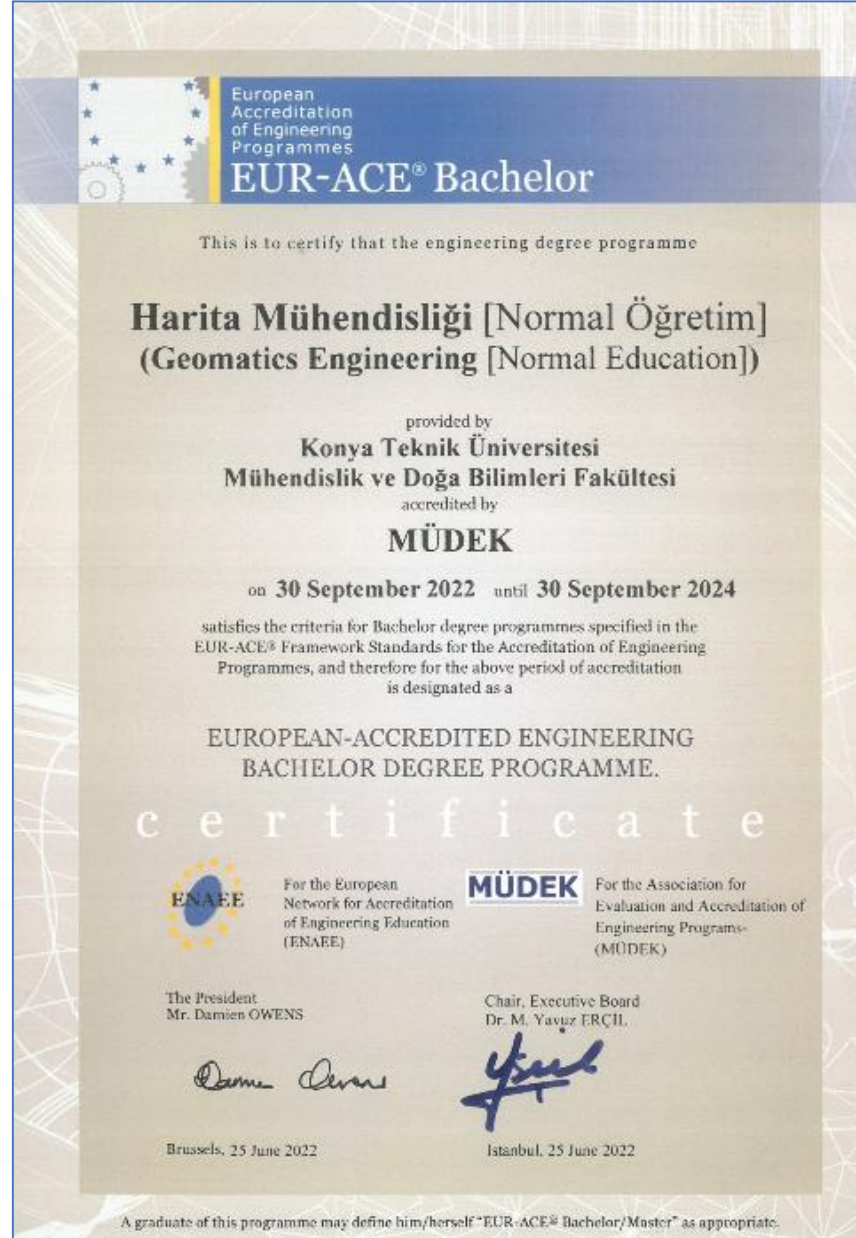 European
Accreditation
of Engineering
Programmes
EUR-ACE® Bachelor
This is to certify that the engineering degree programme
Harita Mühendisliği [Normal Öğretim]
(Geomatics Engineering [Normal Education])
provided by
Konya Teknik Üniversitesi
Mühendislik ve Doğa Bilimleri Fakültesi
accredited by
MÜDEK
on 30 September 2022 until 30 September 2024
satisfies the criteria for Bachelor degree programmes specified in the
EUR-ACE® Framework Standards for the Accreditation of Engineering
Programmes, and therefore for the above period of accreditation
is designated as a
EUROPEAN-ACCREDITED ENGINEERING
BACHELOR DEGREE PROGRAMME.
certificate
ENAEE
For the European
Network for Accreditation
of Engineering Education
(ENAEE)
MÜDEK
For the Association for
Evaluation and Accreditation of
Engineering Programs-
(MÜDEK)
The President
Mr. Damien OWENS
Chair, Executive Board
Dr. M. Yavuz ERÇİL
Brussels, 25 June 2022
Istanbul, 25 June 2022
A graduate of this programme may define him/herself "EUR-ACE® Bachelor/Master" as appropriate.